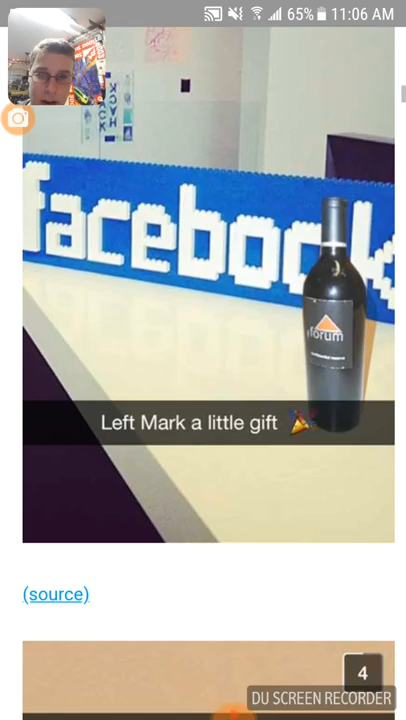 65% 11:06 AM
facebook
forum
Left Mark a little gift
(source)
4
DU SCREEN RECORDER